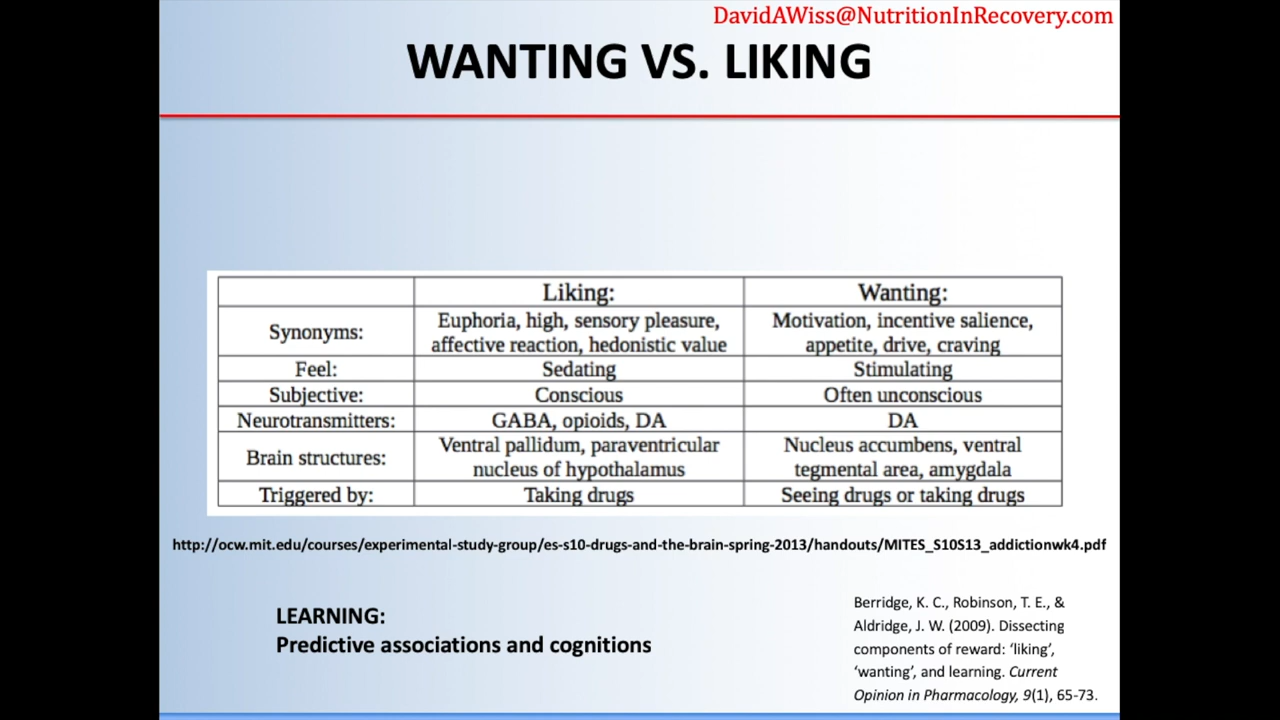 DavidAWiss@NutritionInRecovery.com
WANTING VS. LIKING
Liking: Wanting:
Synonyms: Euphoria, high, sensory pleasure, affective reaction, hedonistic value Motivation, incentive salience, appetite, drive, craving
Feel: Sedating Stimulating
Subjective: Conscious Often unconscious
Neurotransmitters: GABA, opioids, DA DA
Brain structures: Ventral pallidum, paraventricular nucleus of hypothalamus Nucleus accumbens, ventral tegmental area, amygdala
Triggered by: Taking drugs Seeing drugs or taking drugs
http://ocw.mit.edu/courses/experimental-study-group/es-s10-drugs-and-the-brain-spring-2013/handouts/MITES_S10S13_addictionwk4.pdf
LEARNING:
Predictive associations and cognitions
Berridge, K. C., Robinson, T. E., &
Aldridge, J. W. (2009). Dissecting
components of reward: ‘liking’,
‘wanting’, and learning. Current
Opinion in Pharmacology, 9(1), 65-73.